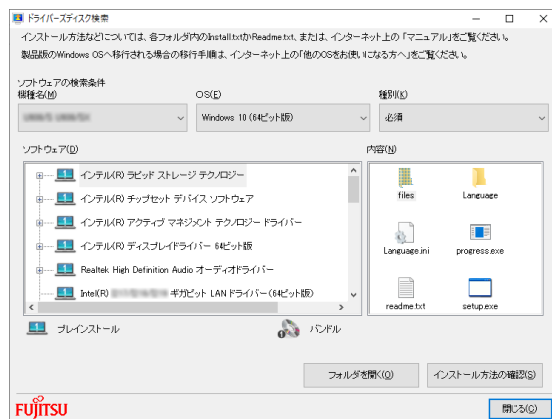 ドライバーズディスク検索
インストール方法などについては、各フォルダ内のInstall.txtかReadme.txt、または、インターネット上の「マニュアル」をご覧ください。
製品版のWindows OSへ移行される場合の移行手順は、インターネット上の「他のOSをお使いになる方へ」をご覧ください。
ソフトウェアの検索条件
機種名(M)
OS(E)
種別(K)
Windows 10 (64ビット版)
必須
ソフトウェア(D)
内容(N)
インテル(R) ラピッド ストレージ テクノロジー
インテル(R) チップセット デバイス ソフトウェア
インテル(R) アクティブ マネジメント テクノロジー ドライバー
インテル(R) ディスプレイドライバー 64ビット版
Realtek High Definition Audio オーディオドライバー
Intel(R) ギガビット LAN ドライバー(64ビット版)
files
Language
Language.ini
progress.exe
readme.txt
setup.exe
プレインストール
バンドル
フォルダを開く(O)
インストール方法の確認(S)
FUJITSU
閉じる(C)